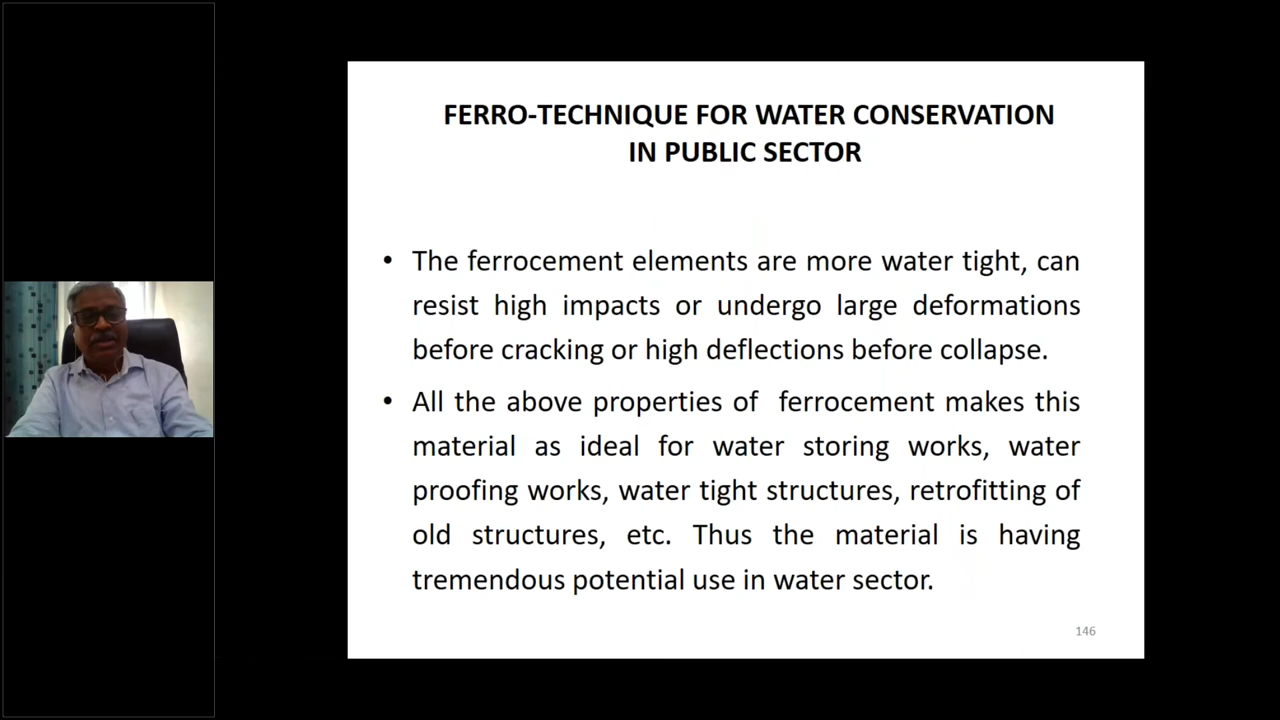 FERRO-TECHNIQUE FOR WATER CONSERVATION
IN PUBLIC SECTOR
• The ferrocement elements are more water tight, can
resist high impacts or undergo large deformations
before cracking or high deflections before collapse.
• All the above properties of ferrocement makes this
material as ideal for water storing works, water
proofing works, water tight structures, retrofitting of
old structures, etc. Thus the material is having
tremendous potential use in water sector.
146